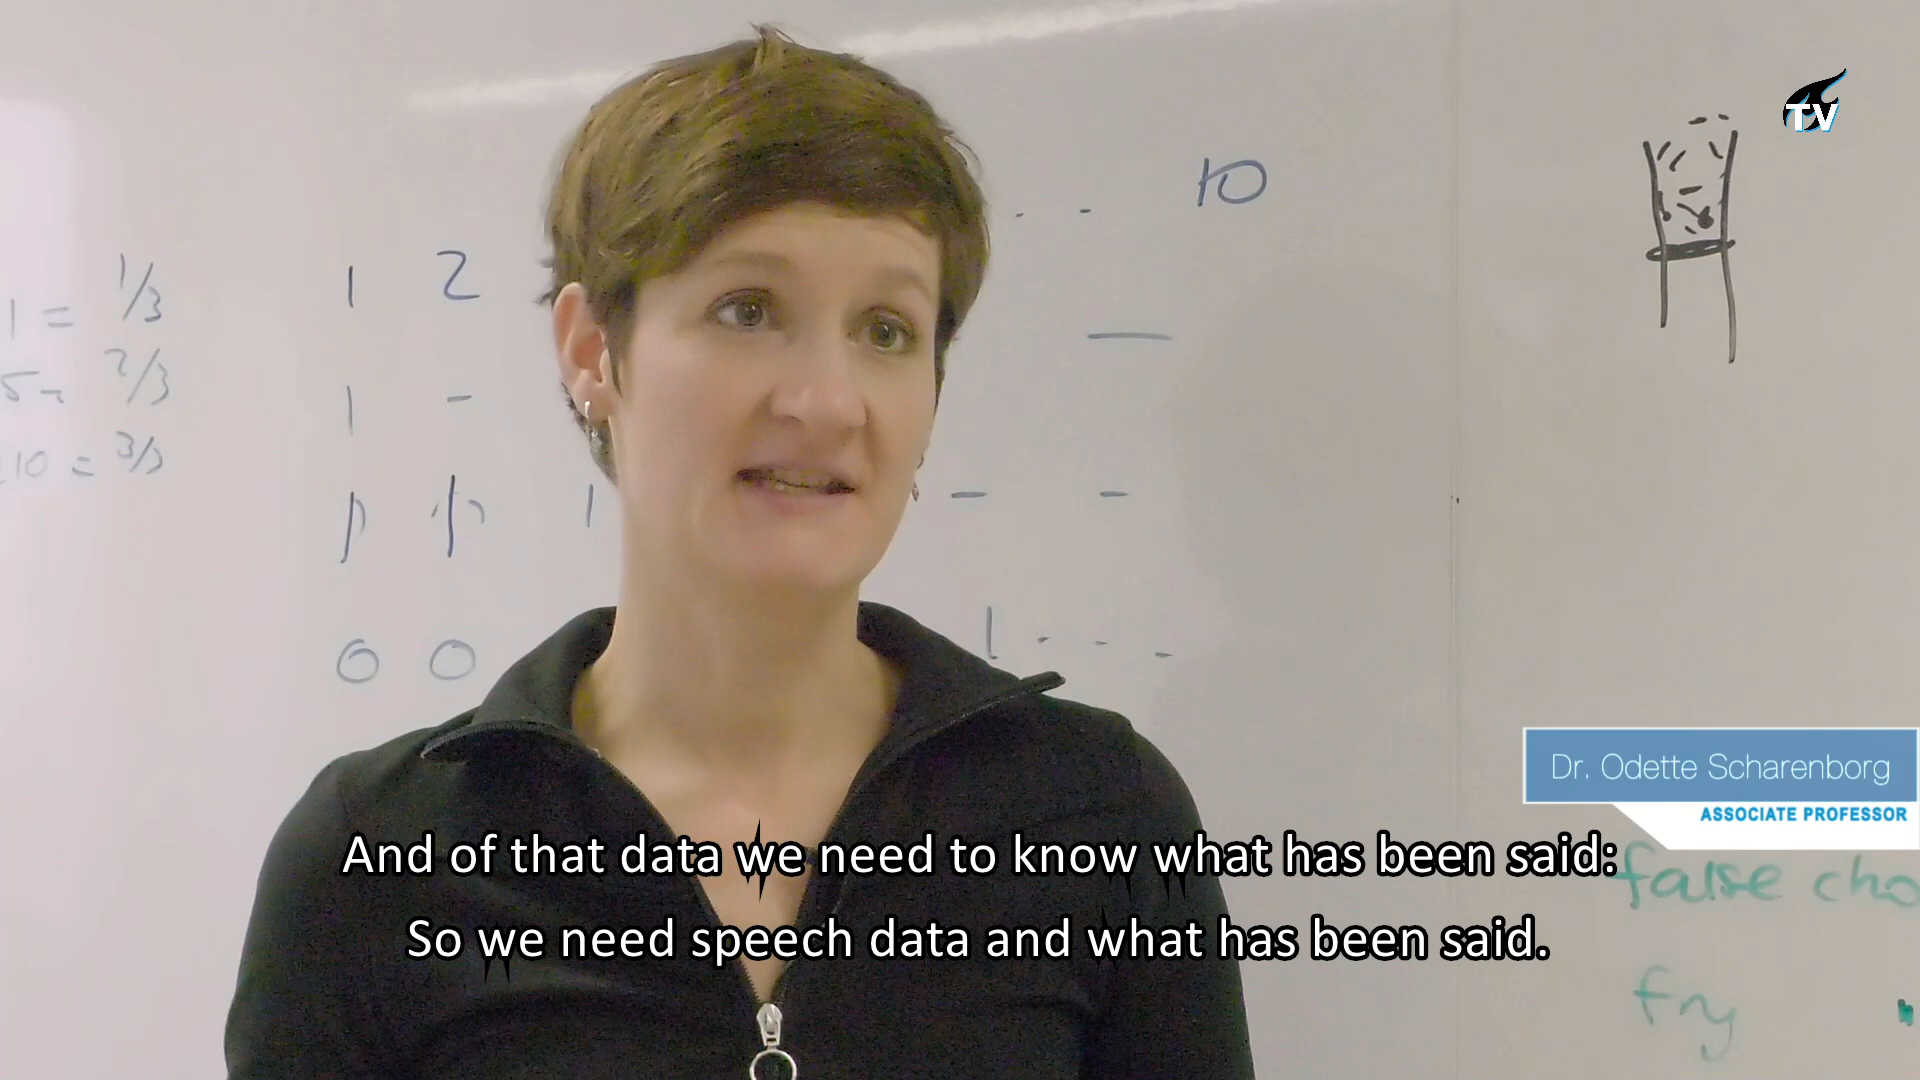 TV
10
1 2
1 = 1/3
5 = 2/3
10 = 3/3
1 -
0 0
1 - - -
Dr. Odette Scharenborg
ASSOCIATE PROFESSOR
And of that data we need to know what has been said:
So we need speech data and what has been said.
false cho
fry